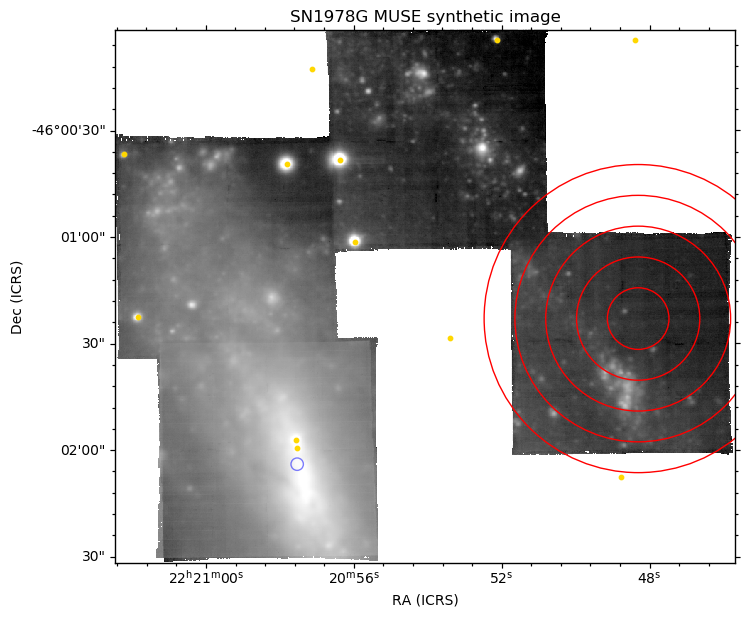 SN1978G MUSE synthetic image
-46°00'30"
01'00"
30"
02'00"
30"
Dec (ICRS)
22ʰ21ᵐ00ˢ
20ᵐ56ˢ
52ˢ
48ˢ
RA (ICRS)